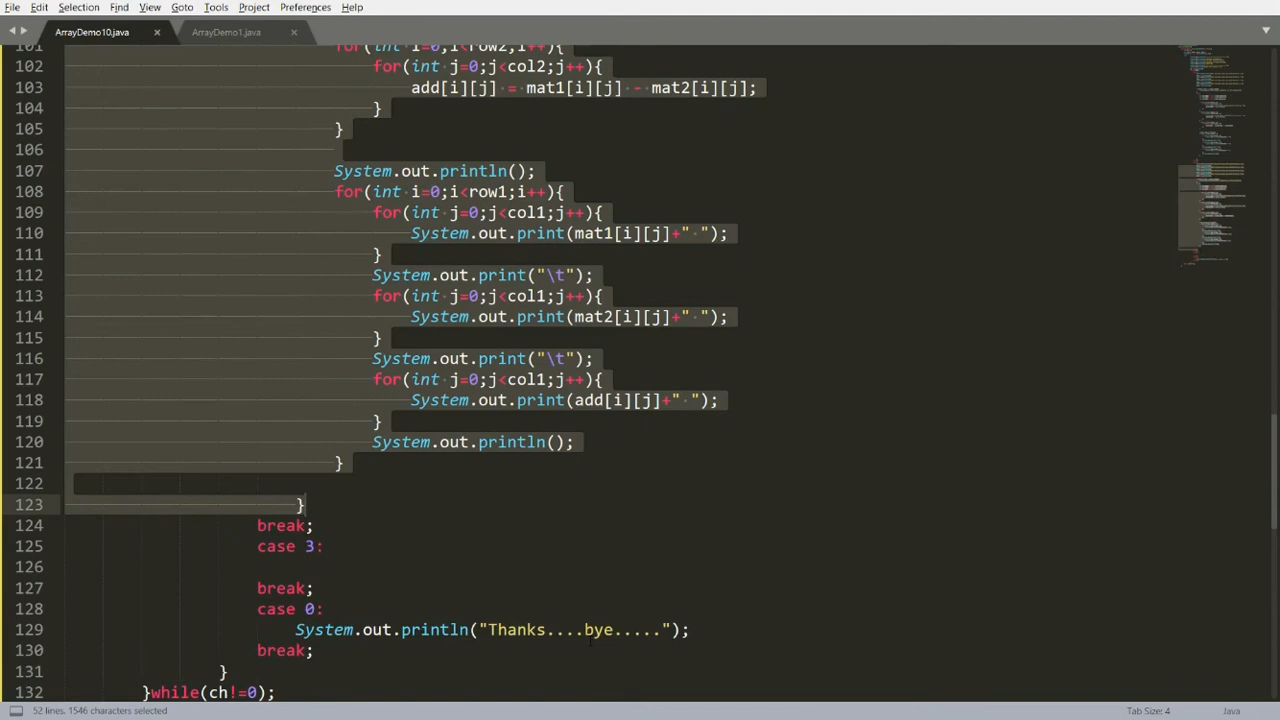 File Edit Selection Find View Goto Tools Project Preferences Help
ArrayDemo10.java × ArrayDemo1.java ×
101 for(int i=0;i<row2;i++){
102 for(int j=0;j<col2;j++){
103 add[i][j] = mat1[i][j] - mat2[i][j];
104 }
105 }
106
107 System.out.println();
108 for(int i=0;i<row1;i++){
109 for(int j=0;j<col1;j++){
110 System.out.print(mat1[i][j]+" ");
111 }
112 System.out.print("\t");
113 for(int j=0;j<col1;j++){
114 System.out.print(mat2[i][j]+" ");
115 }
116 System.out.print("\t");
117 for(int j=0;j<col1;j++){
118 System.out.print(add[i][j]+" ");
119 }
120 System.out.println();
121 }
122
123 }
124 break;
125 case 3:
126
127 break;
128 case 0:
129 System.out.println("Thanks....bye.....");
130 break;
131 }
132 }while(ch!=0);
52 lines, 1546 characters selected Tab Size: 4 Java